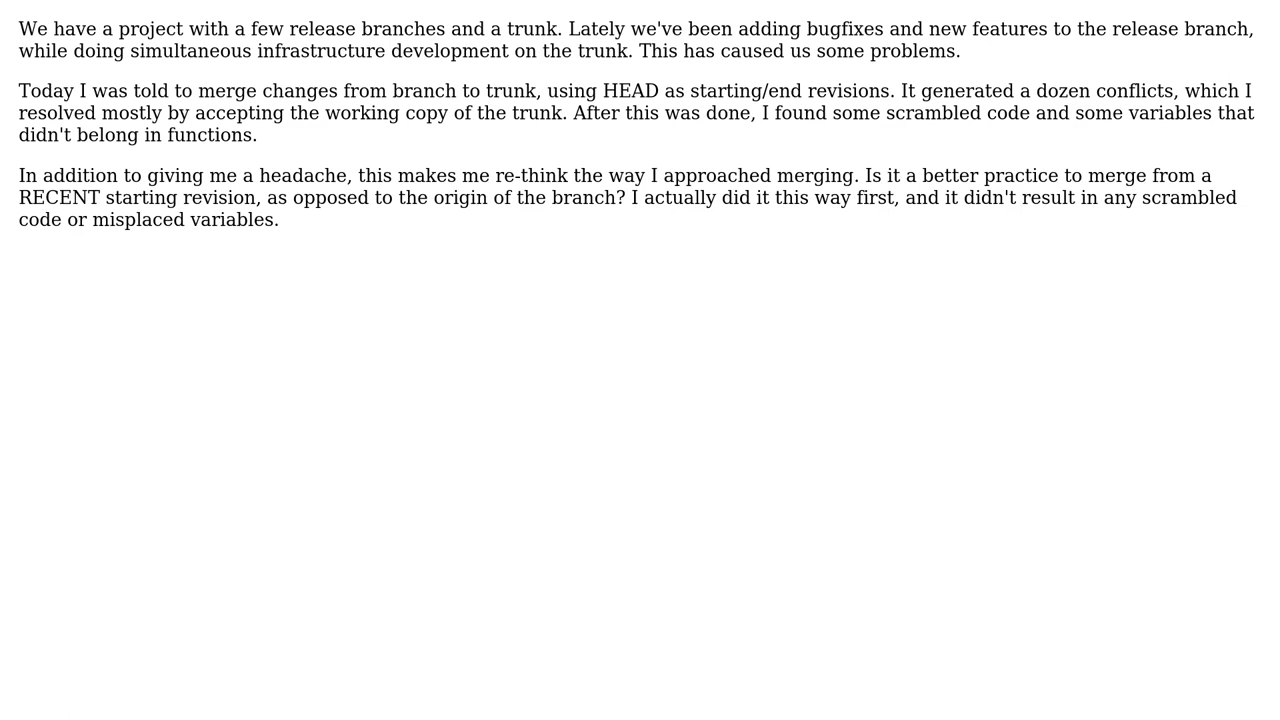 We have a project with a few release branches and a trunk. Lately we've been adding bugfixes and new features to the release branch,
while doing simultaneous infrastructure development on the trunk. This has caused us some problems.
Today I was told to merge changes from branch to trunk, using HEAD as starting/end revisions. It generated a dozen conflicts, which I
resolved mostly by accepting the working copy of the trunk. After this was done, I found some scrambled code and some variables that
didn't belong in functions.
In addition to giving me a headache, this makes me re-think the way I approached merging. Is it a better practice to merge from a
RECENT starting revision, as opposed to the origin of the branch? I actually did it this way first, and it didn't result in any scrambled
code or misplaced variables.